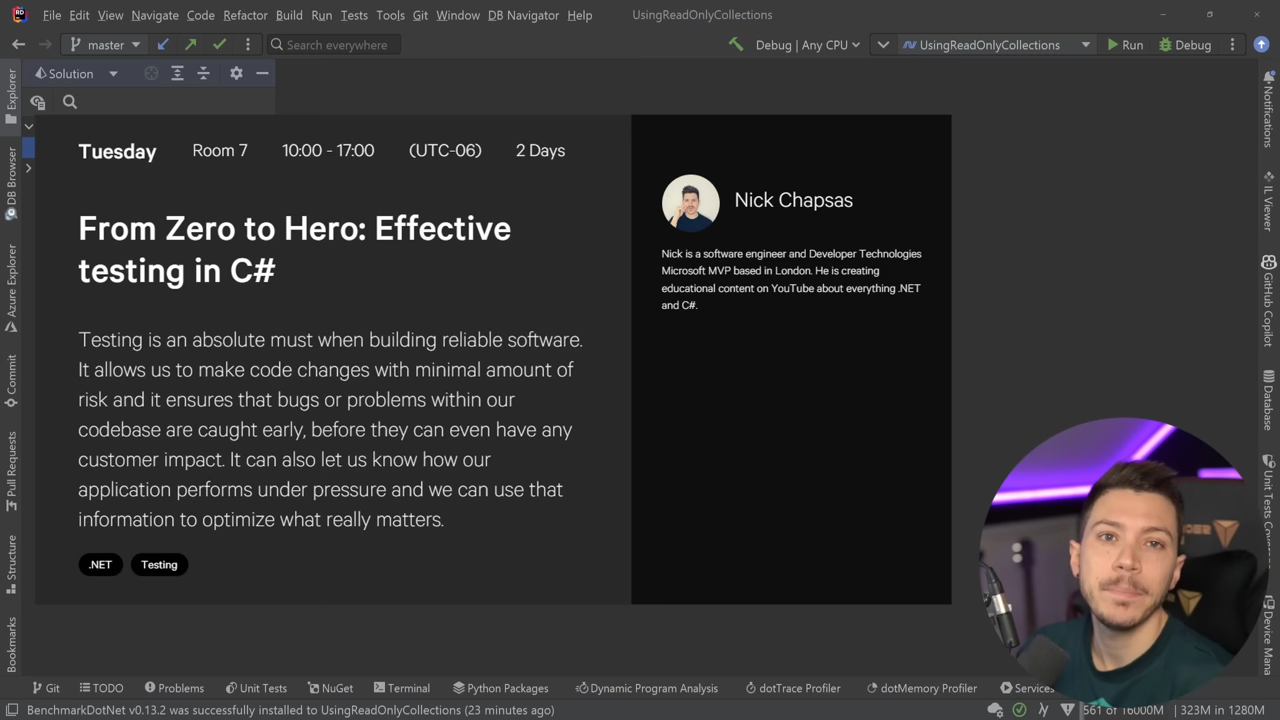 File Edit View Navigate Code Refactor Build Run Tests Tools Git Window DB Navigator Help UsingReadOnlyCollections
master Search everywhere Debug | Any CPU UsingReadOnlyCollections Run Debug
Solution
Explorer
DB Browser
Azure Explorer
Commit
Pull Requests
Structure
Bookmarks
Tuesday Room 7 10:00 - 17:00 (UTC-06) 2 Days
From Zero to Hero: Effective
testing in C#
Testing is an absolute must when building reliable software.
It allows us to make code changes with minimal amount of
risk and it ensures that bugs or problems within our
codebase are caught early, before they can even have any
customer impact. It can also let us know how our
application performs under pressure and we can use that
information to optimize what really matters.
.NET Testing
Nick Chapsas
Nick is a software engineer and Developer Technologies
Microsoft MVP based in London. He is creating
educational content on YouTube about everything .NET
and C#.
Notifications
IL Viewer
GitHub Copilot
Database
Unit Tests Cove
Device Mana
Git TODO Problems Unit Tests NuGet Terminal Python Packages Dynamic Program Analysis dotTrace Profiler dotMemory Profiler Services
BenchmarkDotNet v0.13.2 was successfully installed to UsingReadOnlyCollections (23 minutes ago) 561 of 16000M 323M in 1280M